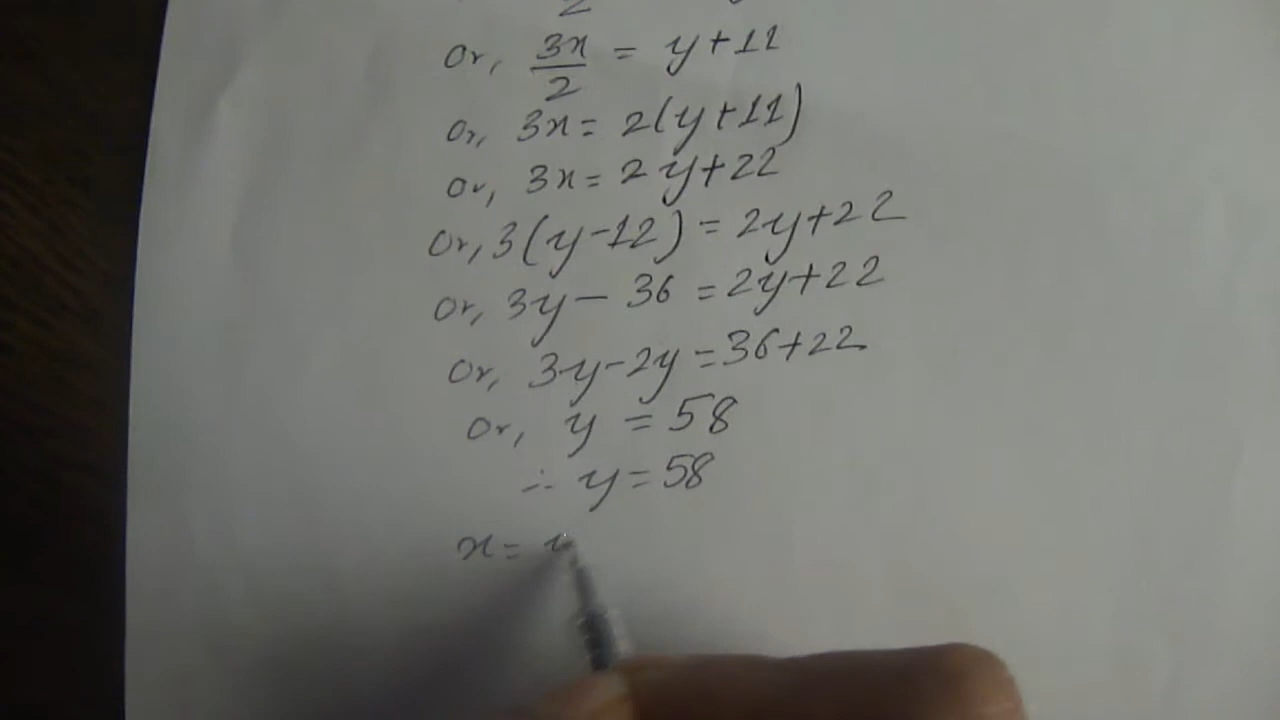 2
Or, 3x/2 = y+11
Or, 3x = 2(y+11)
Or, 3x = 2y+22
Or, 3(y-12) = 2y+22
Or, 3y - 36 = 2y+22
Or, 3y-2y = 36+22
Or, y = 58
∴ y = 58
x =